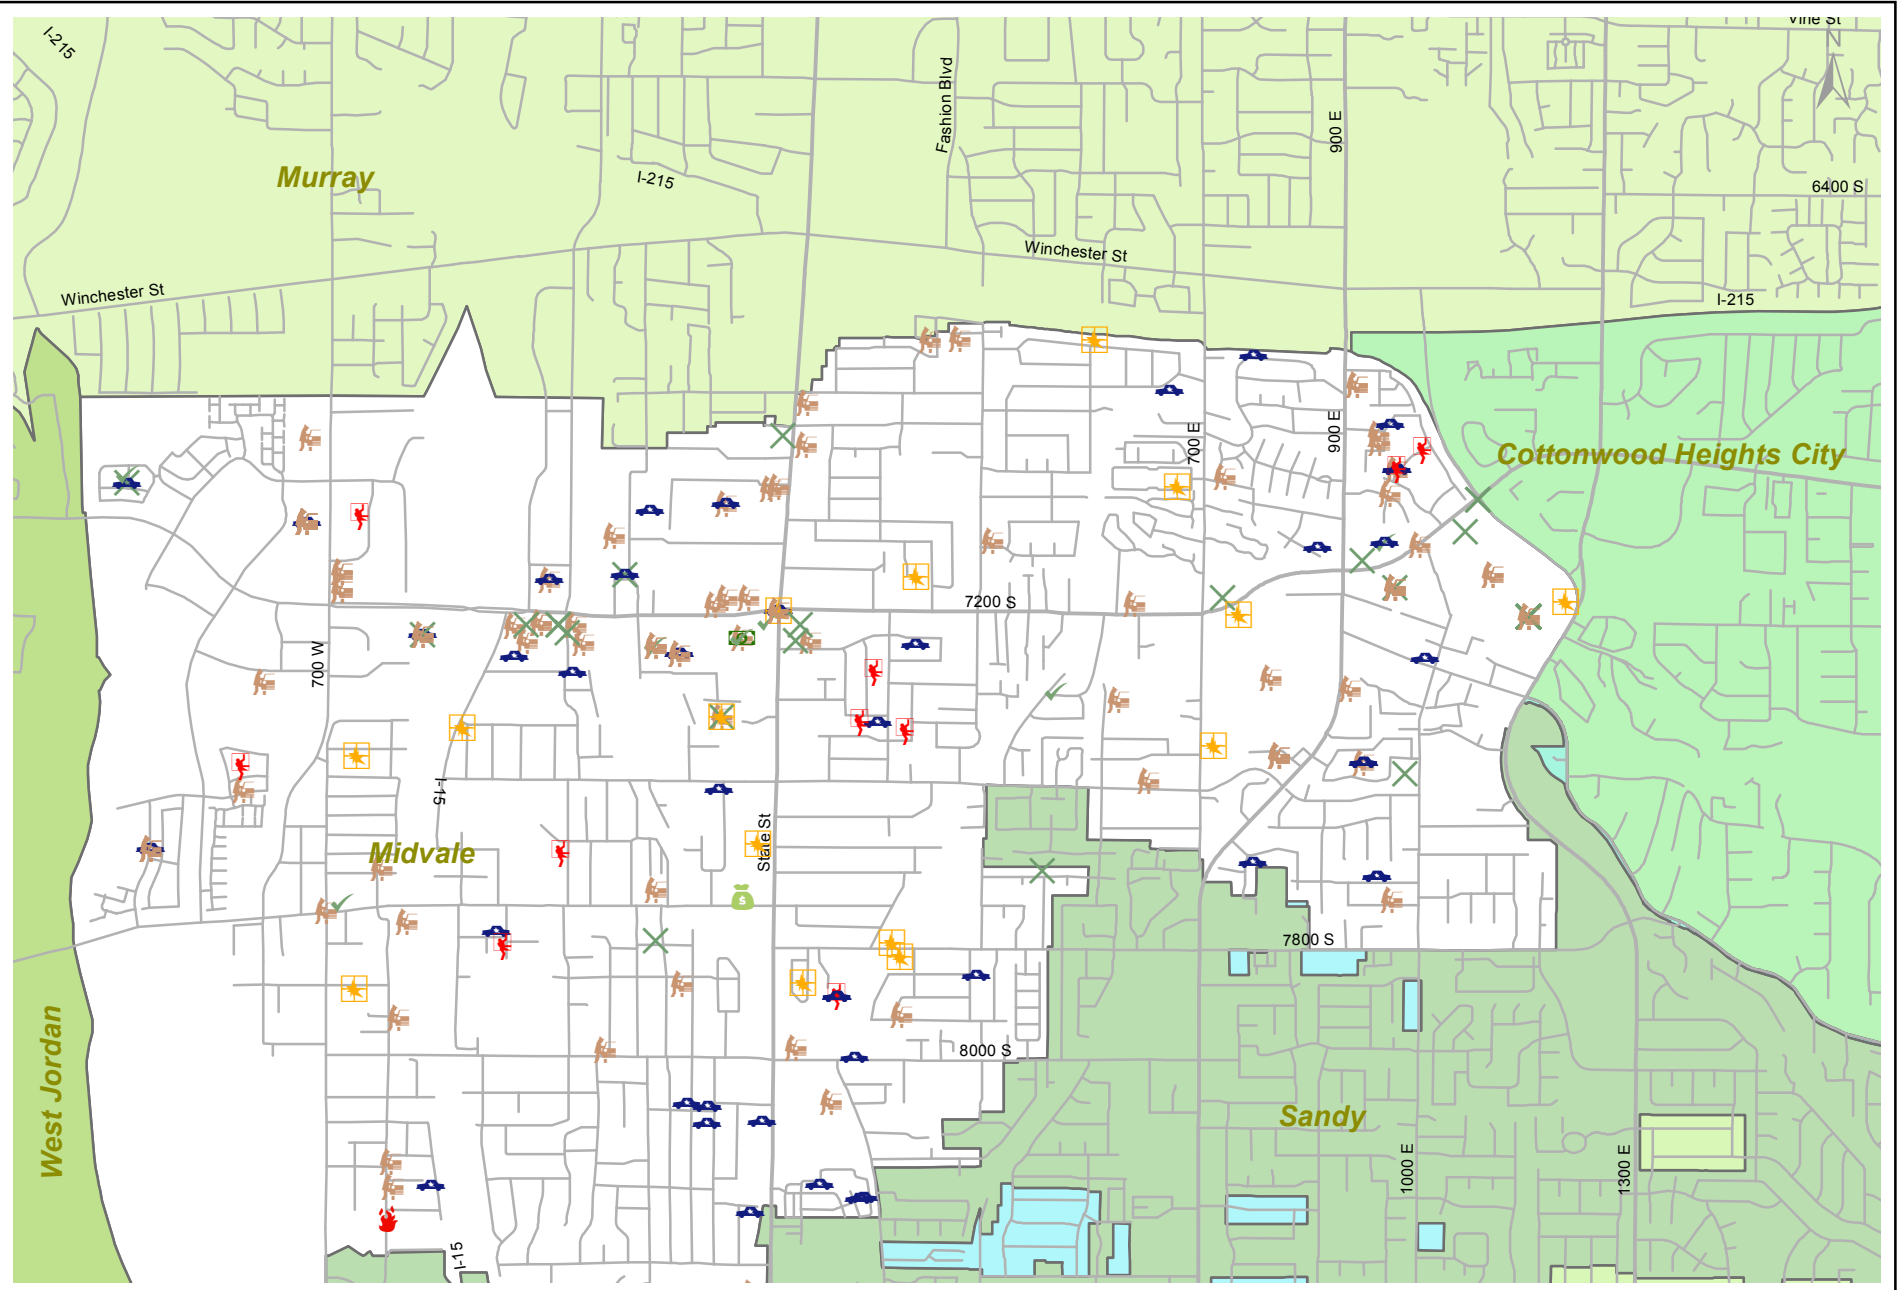 Vine St
I-215
N
Fashion Blvd
900 E
Murray
I-215
6400 S
Winchester St
Winchester St
I-215
700 E
900 E
Cottonwood Heights City
7200 S
700 W
I-15
State St
Midvale
$
7800 S
West Jordan
8000 S
Sandy
1000 E
1300 E
I-15